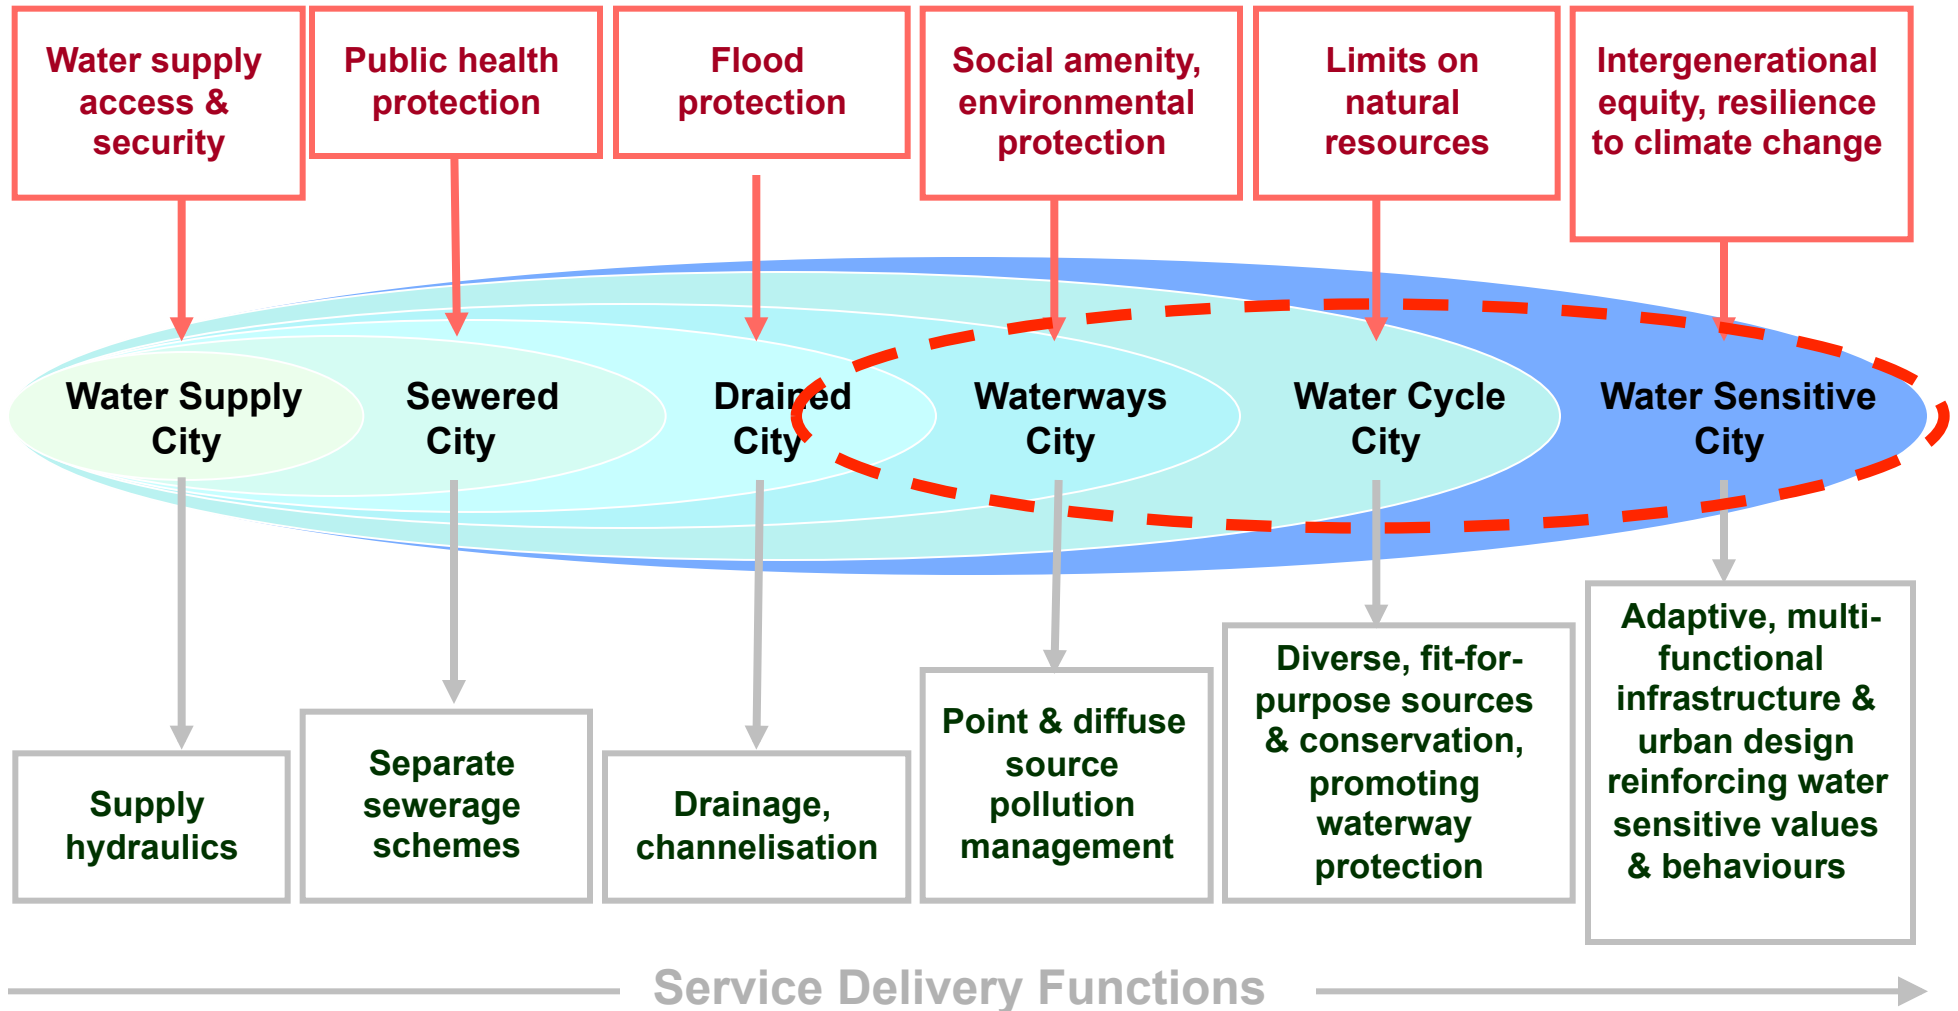 Water supply
access &
security
Public health
protection
Flood
protection
Social amenity,
environmental
protection
Limits on
natural
resources
Intergenerational
equity, resilience
to climate change
Water Supply
City
Sewered
City
Drained
City
Waterways
City
Water Cycle
City
Water Sensitive
City
Supply
hydraulics
Separate
sewerage
schemes
Drainage,
channelisation
Point & diffuse
source
pollution
management
Diverse, fit-for-
purpose sources
& conservation,
promoting
waterway
protection
Adaptive, multi-
functional
infrastructure &
urban design
reinforcing water
sensitive values
& behaviours
Service Delivery Functions